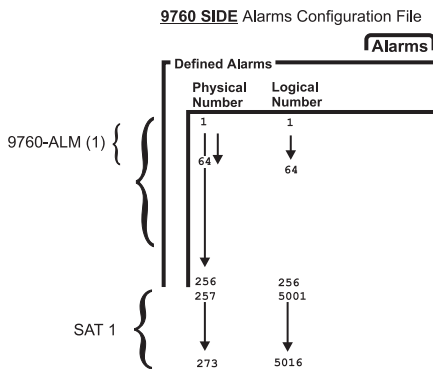 9760 SIDE Alarms Configuration File
Alarms
Defined Alarms
Physical Number Logical Number
1 1
9760-ALM (1)
64 64
256 256
257 5001
SAT 1
273 5016